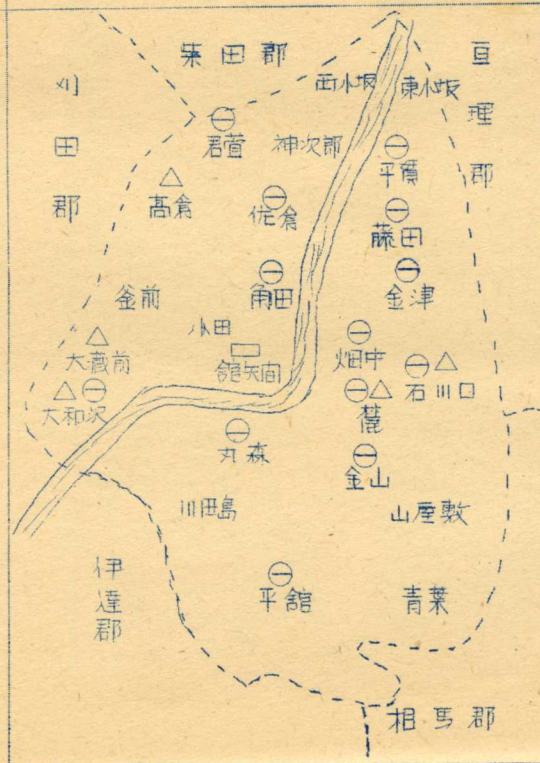 柴田郡
亘理郡
刈田郡
西小坂
東小坂
君萱
神次郎
平貫
高倉
佐倉
藤田
角田
金津
釜前
小田
舘矢間
畑中
石川口
大蔵前
大和沢
麓
丸森
金山
川田島
山屋敷
伊達郡
平舘
青葉
相馬郡